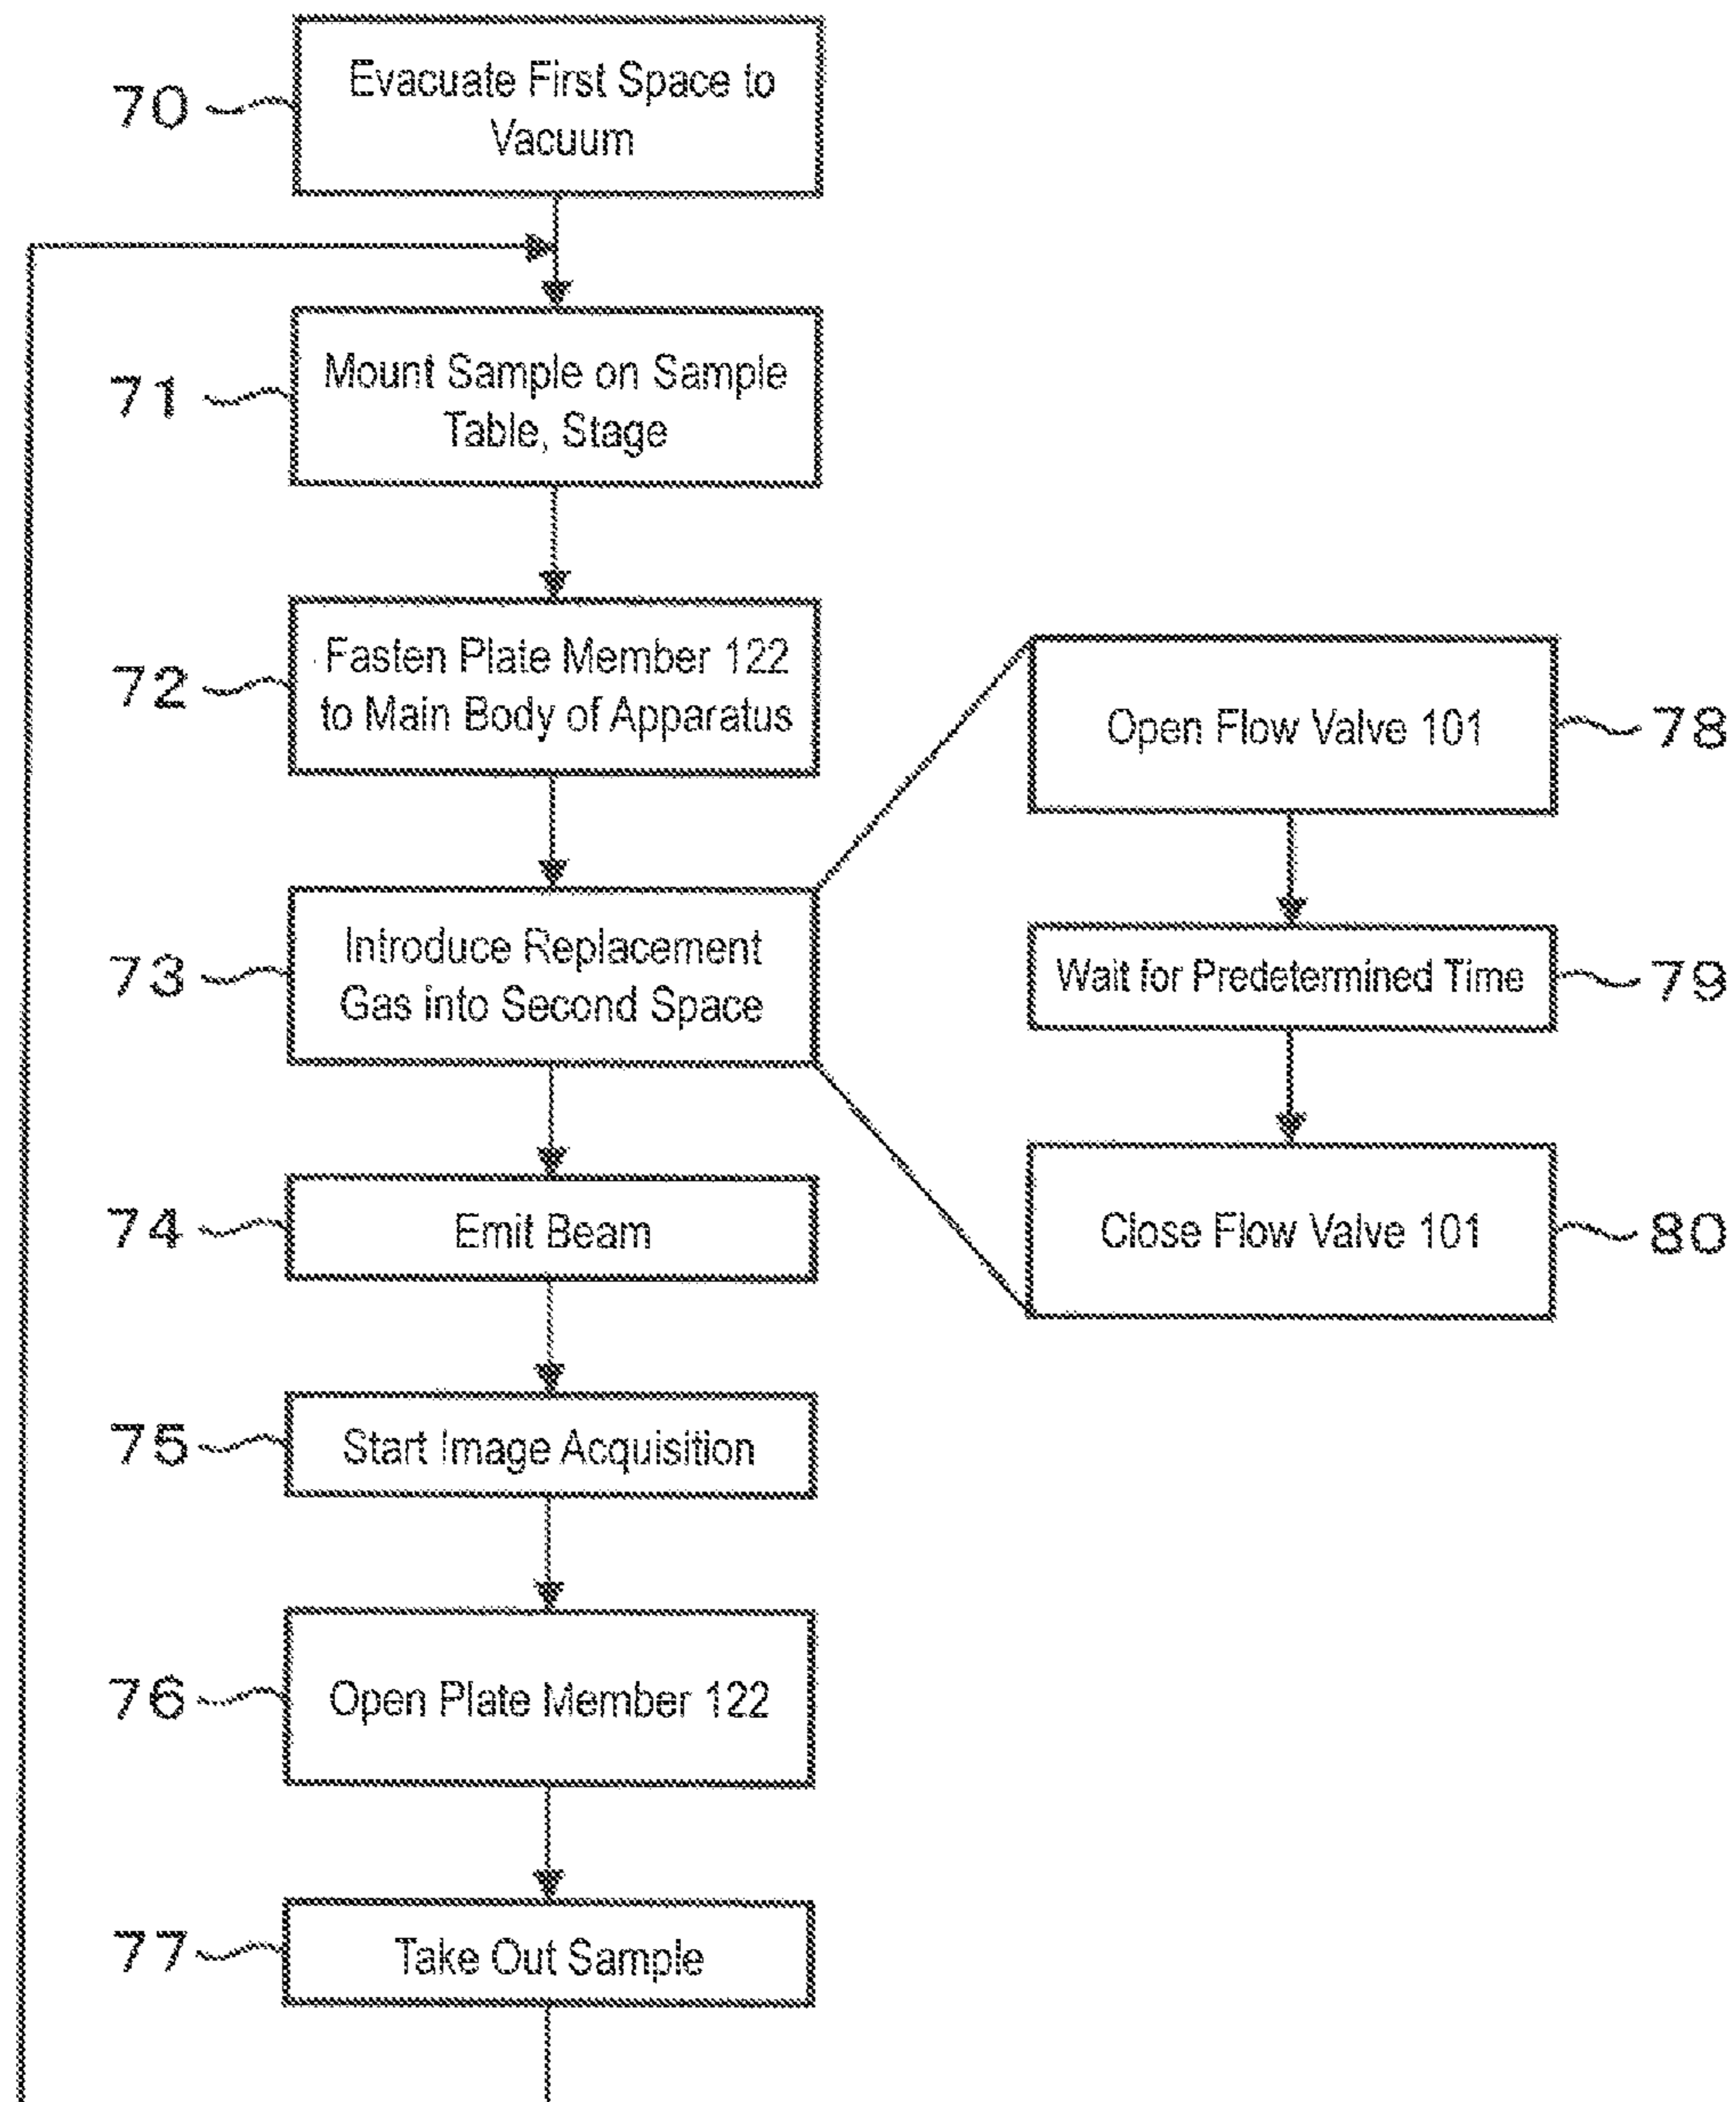 70
Evacuate First Space to
Vacuum
71
Mount Sample on Sample
Table, Stage
72
Fasten Plate Member 122
to Main Body of Apparatus
73
Introduce Replacement
Gas into Second Space
74
Emit Beam
75
Start Image Acquisition
76
Open Plate Member 122
77
Take Out Sample
Open Flow Valve 101
78
Wait for Predetermined Time
79
Close Flow Valve 101
80